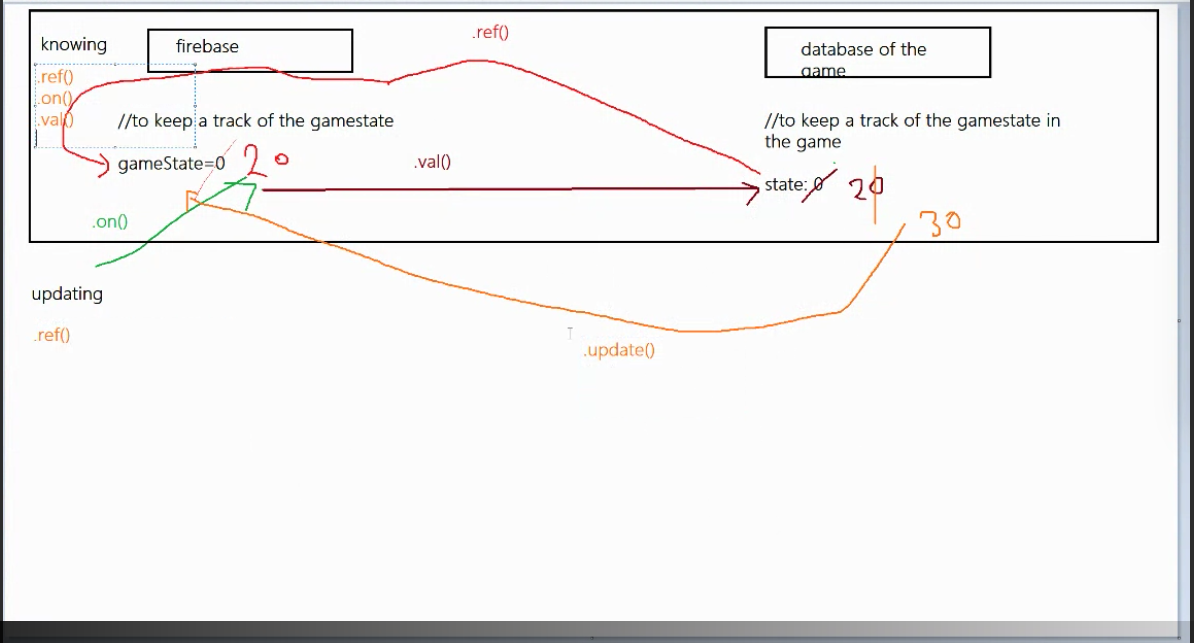 .ref()
knowing
firebase
database of the
game
.ref()
.on()
.val()
//to keep a track of the gamestate
//to keep a track of the gamestate in
the game
gameState=0 20
.val()
state: 0 20
.on()
30
updating
.ref()
.update()